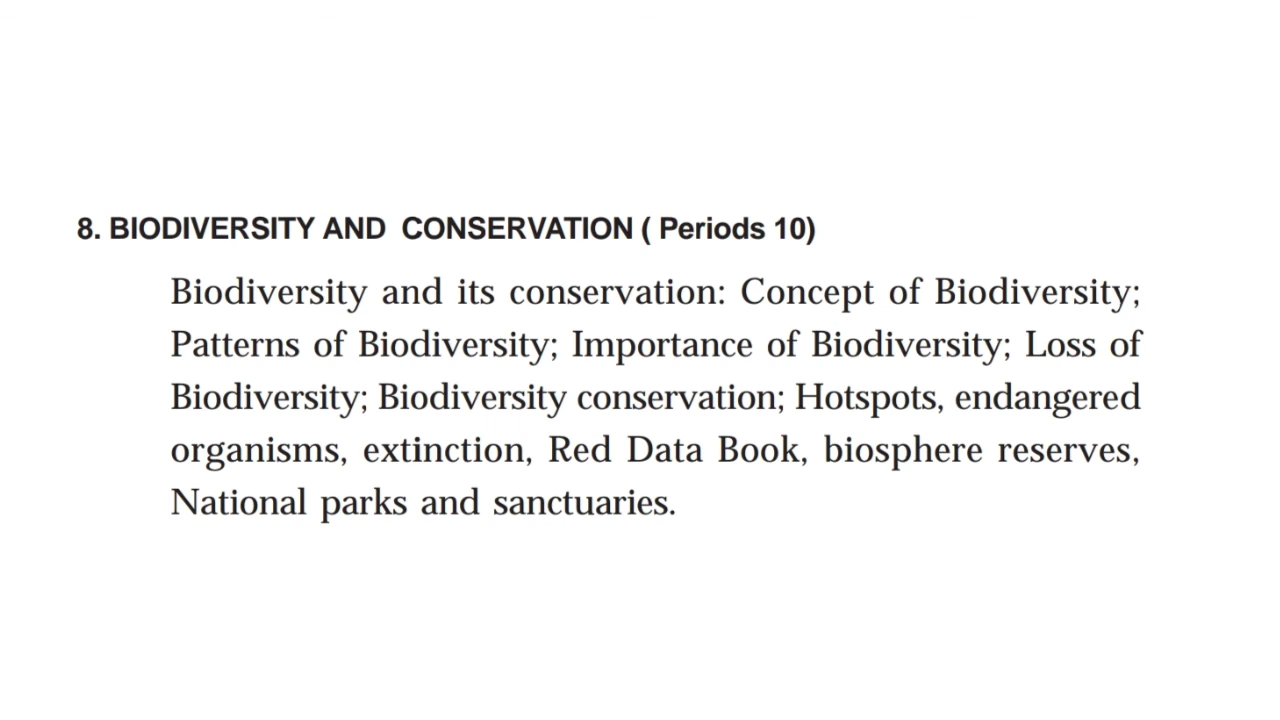 8. BIODIVERSITY AND CONSERVATION ( Periods 10)
Biodiversity and its conservation: Concept of Biodiversity;
Patterns of Biodiversity; Importance of Biodiversity; Loss of
Biodiversity; Biodiversity conservation; Hotspots, endangered
organisms, extinction, Red Data Book, biosphere reserves,
National parks and sanctuaries.